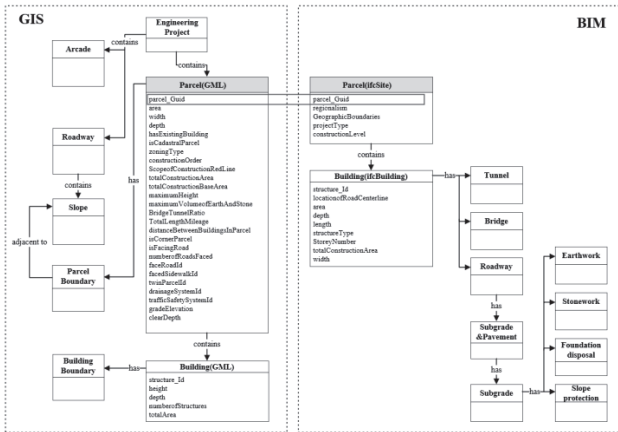 GIS
BIM
Engineering
Project
contains
Arcade
contains
Parcel(GML)
parcel_Guid
area
width
depth
hasExistingBuilding
isCadastralParcel
zoningType
constructionOrder
ScopeofConstructionRedLine
totalConstructionArea
totalConstructionBaseArea
maximumHeight
maximumVolumeofEarthAndStone
BridgeTunnelRatio
TotalLengthMileage
distanceBetweenBuildingsInParcel
isCornerParcel
isFacingRoad
numberofRoadsFaced
faceRoadId
facedSidewalkId
twinParcelId
drainageSystemId
trafficSafetySystemId
gradeElevation
clearDepth
Roadway
contains
has
Slope
adjacent to
Parcel
Boundary
contains
Building
Boundary
has
Building(GML)
structure_Id
height
depth
numberofStructures
totalArea
Parcel(ifcSite)
parcel_Guid
regionalism
GeographicBoundaries
projectType
constructionLevel
contains
Building(ifcBuilding)
structure_Id
locationofRoadCenterline
area
depth
length
structureType
StoreyNumber
totalConstructionArea
width
has
Tunnel
Bridge
Roadway
has
Subgrade
&Pavement
has
Subgrade
has
Earthwork
Stonework
Foundation
disposal
Slope
protection